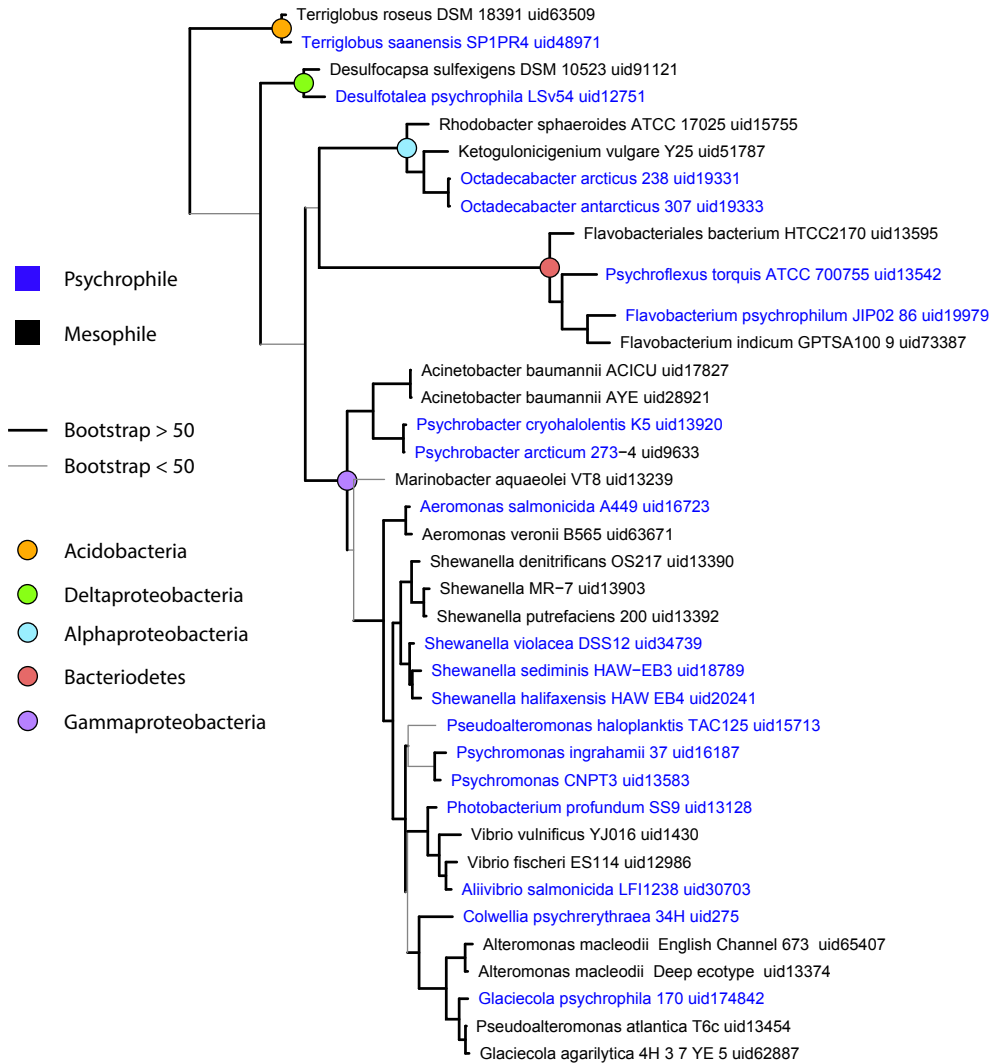 Terriglobus roseus DSM 18391 uid63509
Terriglobus saanensis SP1PR4 uid48971
Desulfocapsa sulfexigens DSM 10523 uid91121
Desulfotalea psychrophila LSv54 uid12751
Rhodobacter sphaeroides ATCC 17025 uid15755
Ketogulonicigenium vulgare Y25 uid51787
Octadecabacter arcticus 238 uid19331
Octadecabacter antarcticus 307 uid19333
Flavobacteriales bacterium HTCC2170 uid13595
Psychroflexus torquis ATCC 700755 uid13542
Flavobacterium psychrophilum JIP02 86 uid19979
Flavobacterium indicum GPTSA100 9 uid73387
Acinetobacter baumannii ACICU uid17827
Acinetobacter baumannii AYE uid28921
Psychrobacter cryohalolentis K5 uid13920
Psychrobacter arcticum 273−4 uid9633
Marinobacter aquaeolei VT8 uid13239
Aeromonas salmonicida A449 uid16723
Aeromonas veronii B565 uid63671
Shewanella denitrificans OS217 uid13390
Shewanella MR−7 uid13903
Shewanella putrefaciens 200 uid13392
Shewanella violacea DSS12 uid34739
Shewanella sediminis HAW−EB3 uid18789
Shewanella halifaxensis HAW EB4 uid20241
Pseudoalteromonas haloplanktis TAC125 uid15713
Psychromonas ingrahamii 37 uid16187
Psychromonas CNPT3 uid13583
Photobacterium profundum SS9 uid13128
Vibrio vulnificus YJ016 uid1430
Vibrio fischeri ES114 uid12986
Aliivibrio salmonicida LFI1238 uid30703
Colwellia psychrerythraea 34H uid275
Alteromonas macleodii English Channel 673 uid65407
Alteromonas macleodii Deep ecotype uid13374
Glaciecola psychrophila 170 uid174842
Pseudoalteromonas atlantica T6c uid13454
Glaciecola agarilytica 4H 3 7 YE 5 uid62887
Psychrophile
Mesophile
Bootstrap > 50
Bootstrap < 50
Acidobacteria
Deltaproteobacteria
Alphaproteobacteria
Bacteriodetes
Gammaproteobacteria